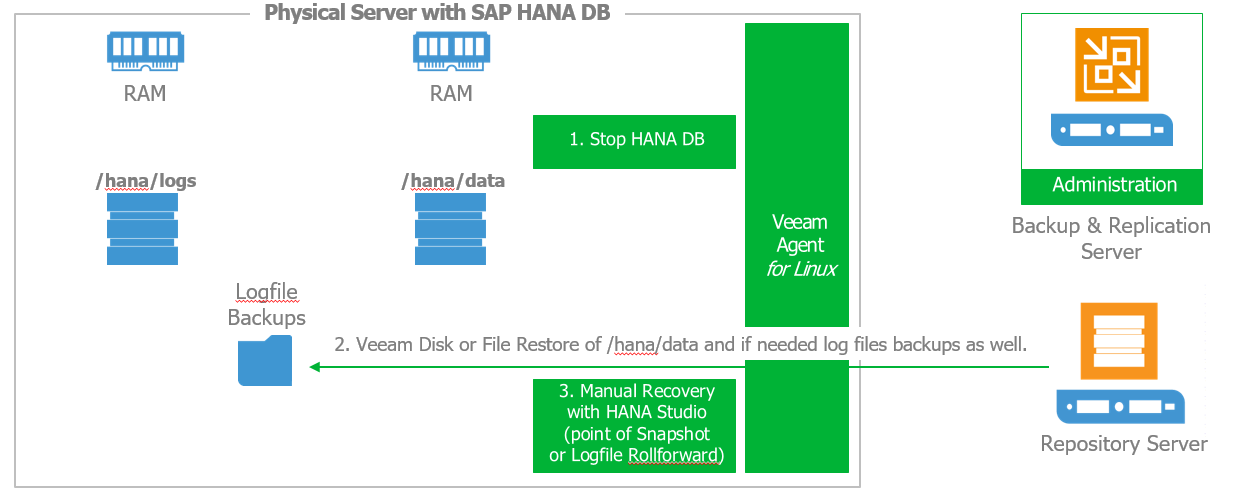 Physical Server with SAP HANA DB
RAM
RAM
1. Stop HANA DB
/hana/logs
/hana/data
Administration
Veeam
Agent
for Linux
Backup & Replication
Server
Logfile
Backups
2. Veeam Disk or File Restore of /hana/data and if needed log files backups as well.
3. Manual Recovery
with HANA Studio
(point of Snapshot
or Logfile Rollforward)
Repository Server